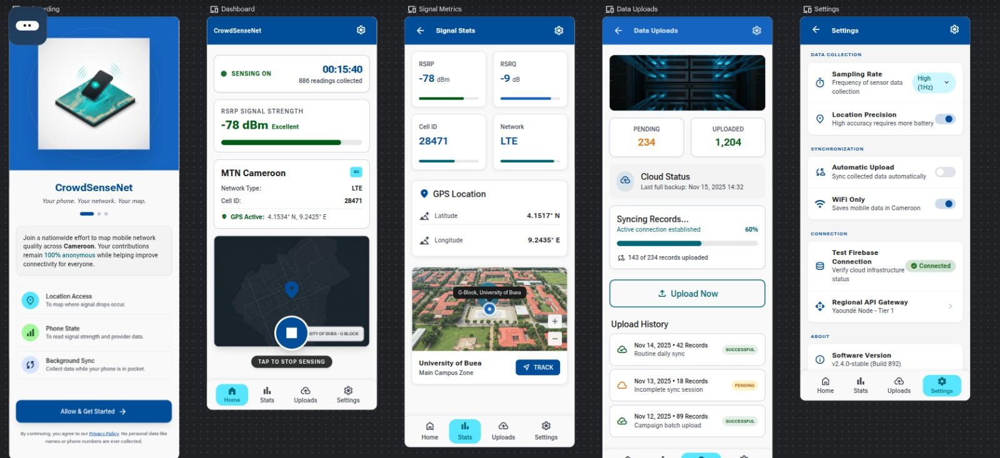 arding
CrowdSenseNet
Your phone. Your network. Your map.
Join a nationwide effort to map mobile network
quality across Cameroon. Your contributions
remain 100% anonymous while helping improve
connectivity for everyone.
Location Access
To map where signal drops occur.
Phone State
To read signal strength and provider data.
Background Sync
Collect data while your phone is in pocket.
Allow & Get Started
By continuing, you agree to our Privacy Policy. No personal data like
names or phone numbers are ever collected.
Dashboard
CrowdSenseNet
SENSING ON
00:15:40
886 readings collected
RSRP SIGNAL STRENGTH
-78 dBm Excellent
MTN Cameroon
4G
Network Type: LTE
Cell ID: 28471
GPS Active: 4.1534° N, 9.2425° E
SITY OF BUEA - G BLOCK
TAP TO STOP SENSING
Home Stats Uploads Settings
Signal Metrics
Signal Stats
RSRP
-78 dBm
RSRQ
-9 dB
Cell ID
28471
Network
LTE
GPS Location
Latitude 4.1517° N
Longitude 9.2435° E
G-Block, University of Buea
+
−
University of Buea
Main Campus Zone
TRACK
Home Stats Uploads Settings
Data Uploads
Data Uploads
PENDING
234
UPLOADED
1,204
Cloud Status
Last full backup: Nov 15, 2025 14:32
Syncing Records...
Active connection established 60%
143 of 234 records uploaded
Upload Now
Upload History
Nov 14, 2025 • 42 Records
Routine daily sync
SUCCESSFUL
Nov 13, 2025 • 18 Records
Incomplete sync session
PENDING
Nov 12, 2025 • 89 Records
Campaign batch upload
SUCCESSFUL
Settings
Settings
DATA COLLECTION
Sampling Rate
Frequency of sensor data
collection
High
(1Hz)
Location Precision
High accuracy requires more battery
SYNCHRONIZATION
Automatic Upload
Sync collected data automatically
WiFi Only
Saves mobile data in Cameroon
CONNECTION
Test Firebase
Connection
Verify cloud infrastructure
status
Connected
Regional API Gateway
Yaoundé Node - Tier 1
ABOUT
Software Version
v2.4.0-stable (Build 892)
Home Stats Uploads Settings